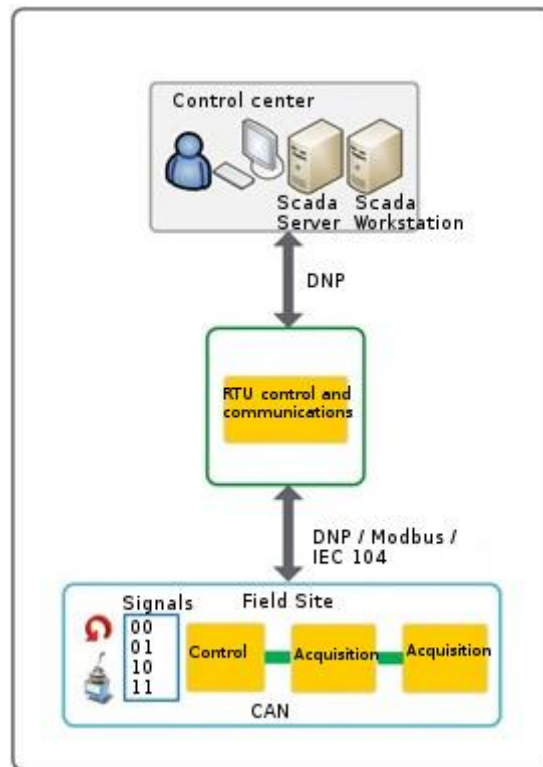 Control center
Scada Server
Scada Workstation
DNP
RTU control and
communications
DNP / Modbus /
IEC 104
Signals
Field Site
00
01
10
11
Control
Acquisition
Acquisition
CAN